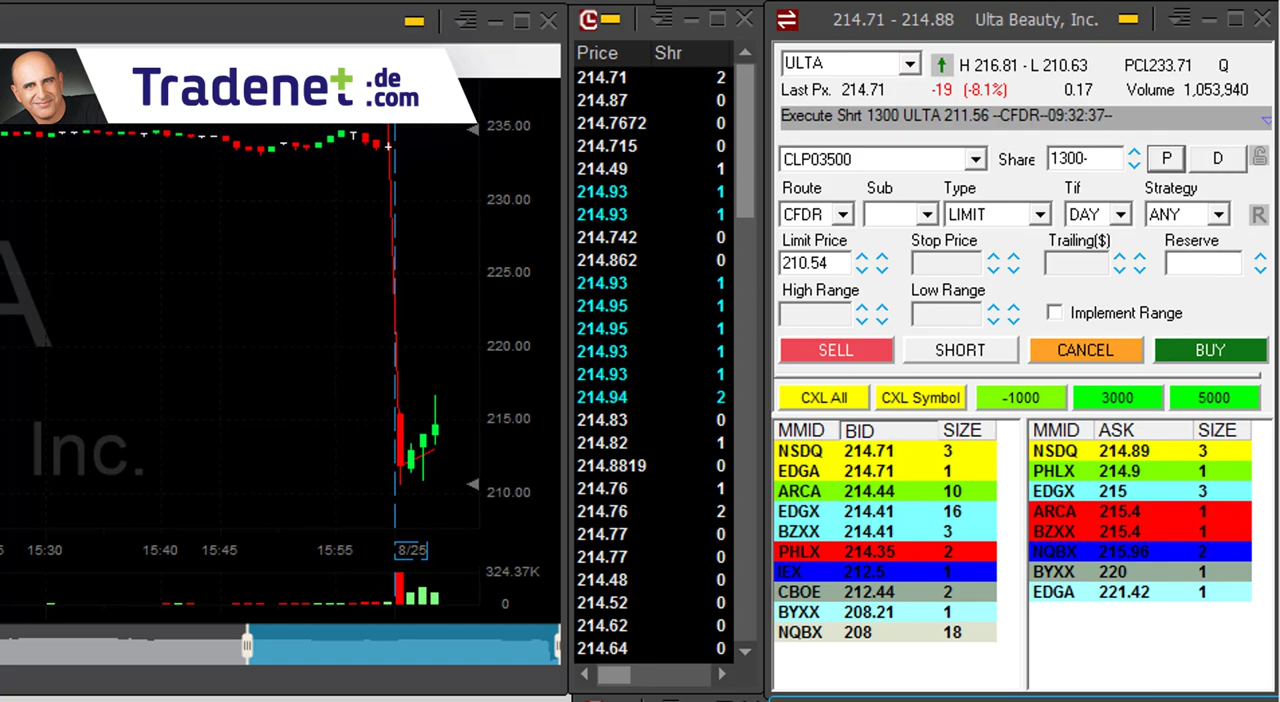 214.71 - 214.88 Ulta Beauty, Inc.
Tradenet .de
.com
235.00
230.00
225.00
220.00
215.00
210.00
A
Inc.
15:30 15:40 15:45 15:55 8/25
324.37K
0
Price Shr
214.71 2
214.87 0
214.7672 0
214.715 0
214.49 1
214.93 1
214.93 1
214.742 0
214.862 0
214.93 1
214.95 1
214.95 1
214.93 1
214.93 1
214.94 2
214.83 0
214.82 1
214.8819 0
214.76 1
214.76 2
214.77 0
214.77 0
214.48 0
214.52 0
214.62 0
214.64 0
ULTA H 216.81 - L 210.63 PCL233.71 Q
Last Px. 214.71 -19 (-8.1%) 0.17 Volume 1,053,940
Execute Shrt 1300 ULTA 211.56 --CFDR--09:32:37--
CLP03500 Share 1300- P D
Route Sub Type Tif Strategy
CFDR LIMIT DAY ANY R
Limit Price Stop Price Trailing($) Reserve
210.54
High Range Low Range
Implement Range
SELL SHORT CANCEL BUY
CXL All CXL Symbol -1000 3000 5000
MMID BID SIZE
NSDQ 214.71 3
EDGA 214.71 1
ARCA 214.44 10
EDGX 214.41 16
BZXX 214.41 3
PHLX 214.35 2
IEX 212.5 1
CBOE 212.44 2
BYXX 208.21 1
NQBX 208 18
MMID ASK SIZE
NSDQ 214.89 3
PHLX 214.9 1
EDGX 215 3
ARCA 215.4 1
BZXX 215.4 1
NQBX 215.96 2
BYXX 220 1
EDGA 221.42 1